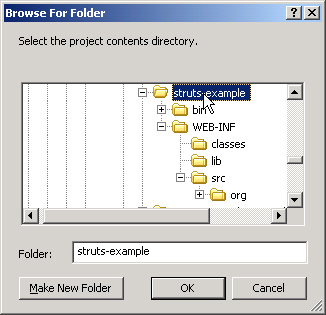 Browse For Folder
Select the project contents directory.
struts-example
bin
WEB-INF
classes
lib
src
org
Folder: struts-example
Make New Folder OK Cancel